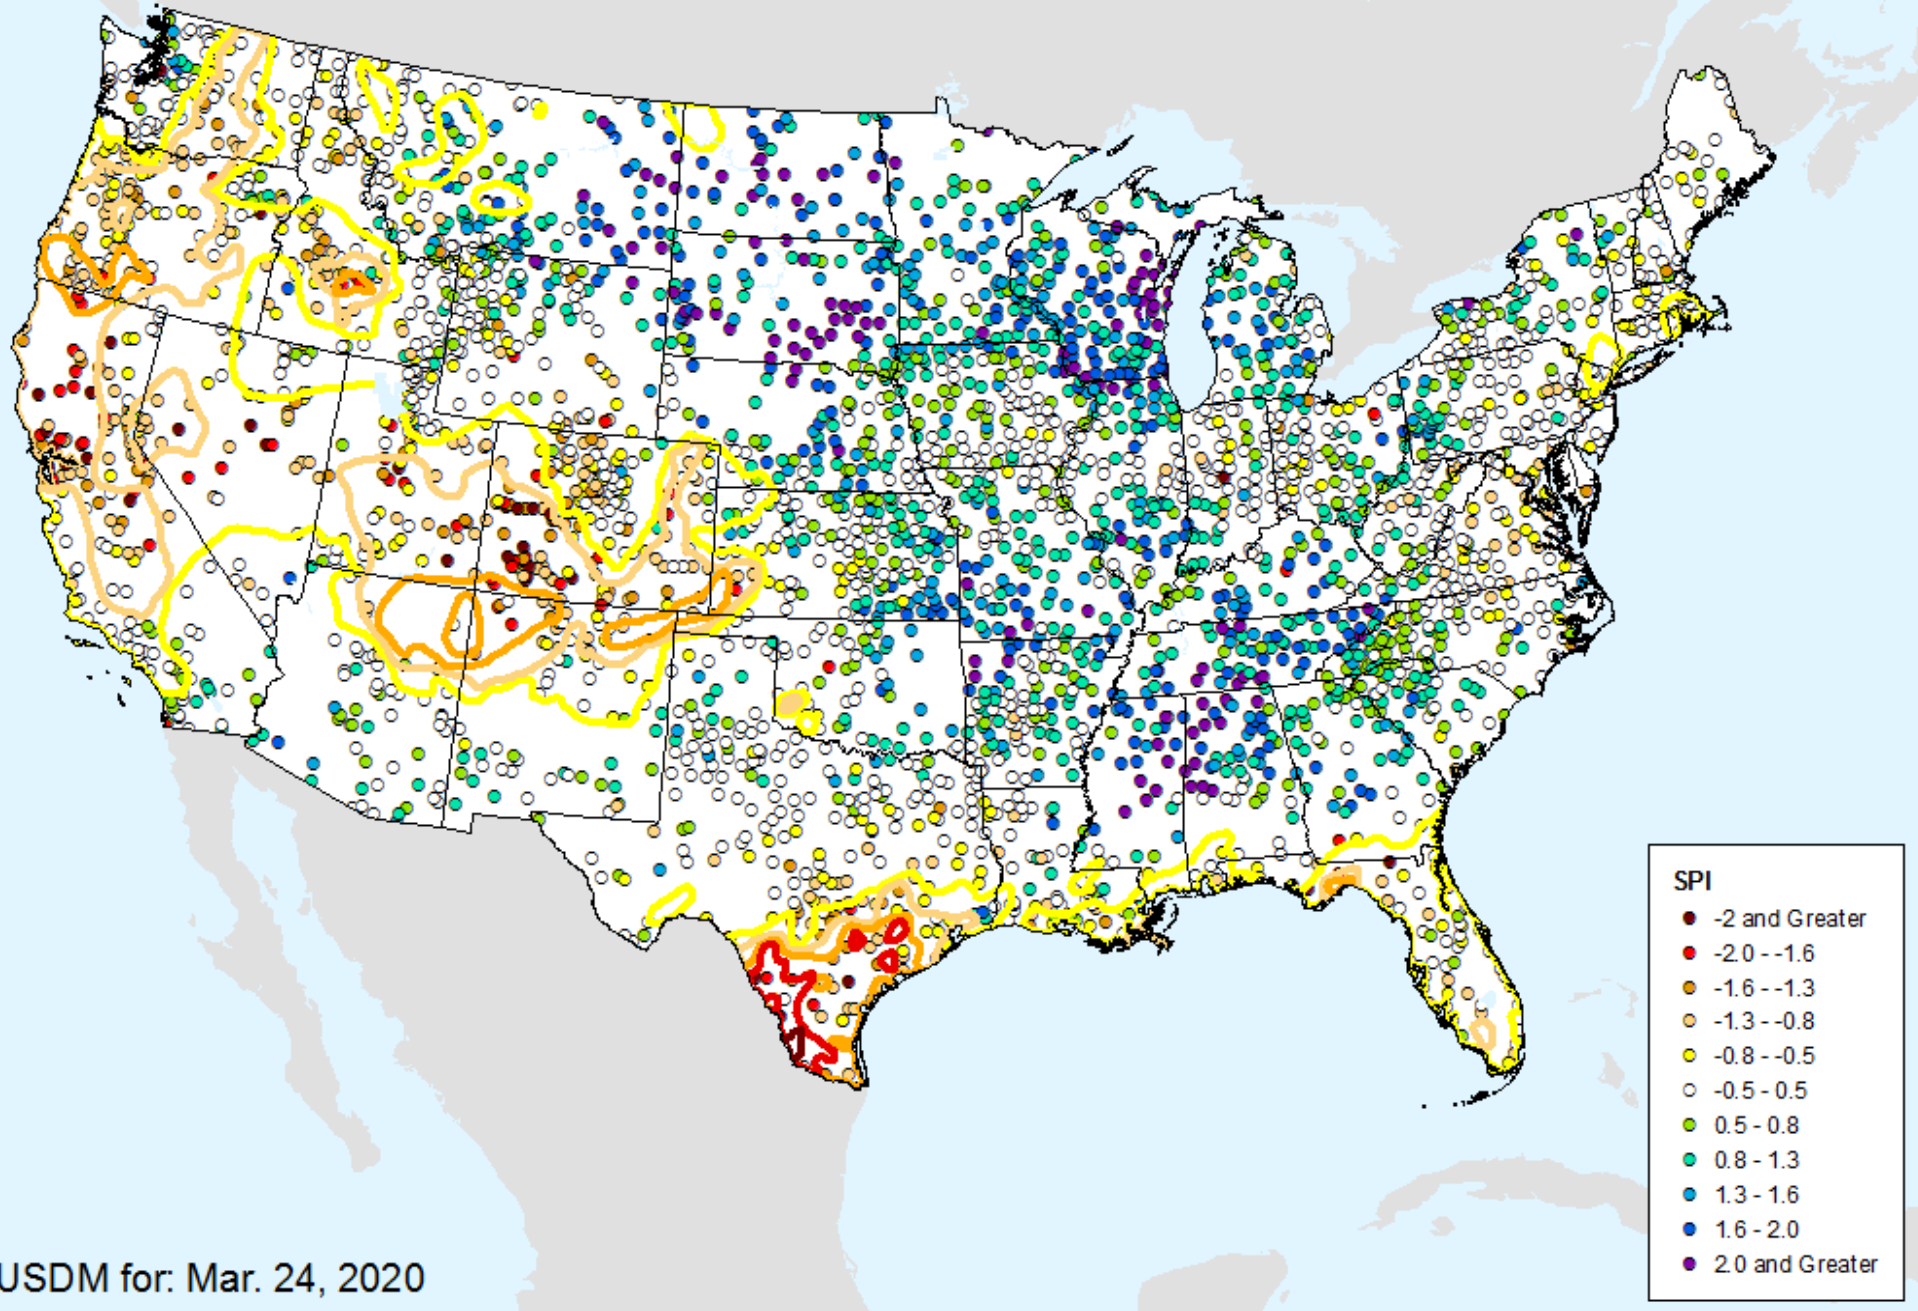 SPI
-2 and Greater
-2.0 - -1.6
-1.6 - -1.3
-1.3 - -0.8
-0.8 - -0.5
-0.5 - 0.5
0.5 - 0.8
0.8 - 1.3
1.3 - 1.6
1.6 - 2.0
2.0 and Greater
USDM for: Mar. 24, 2020